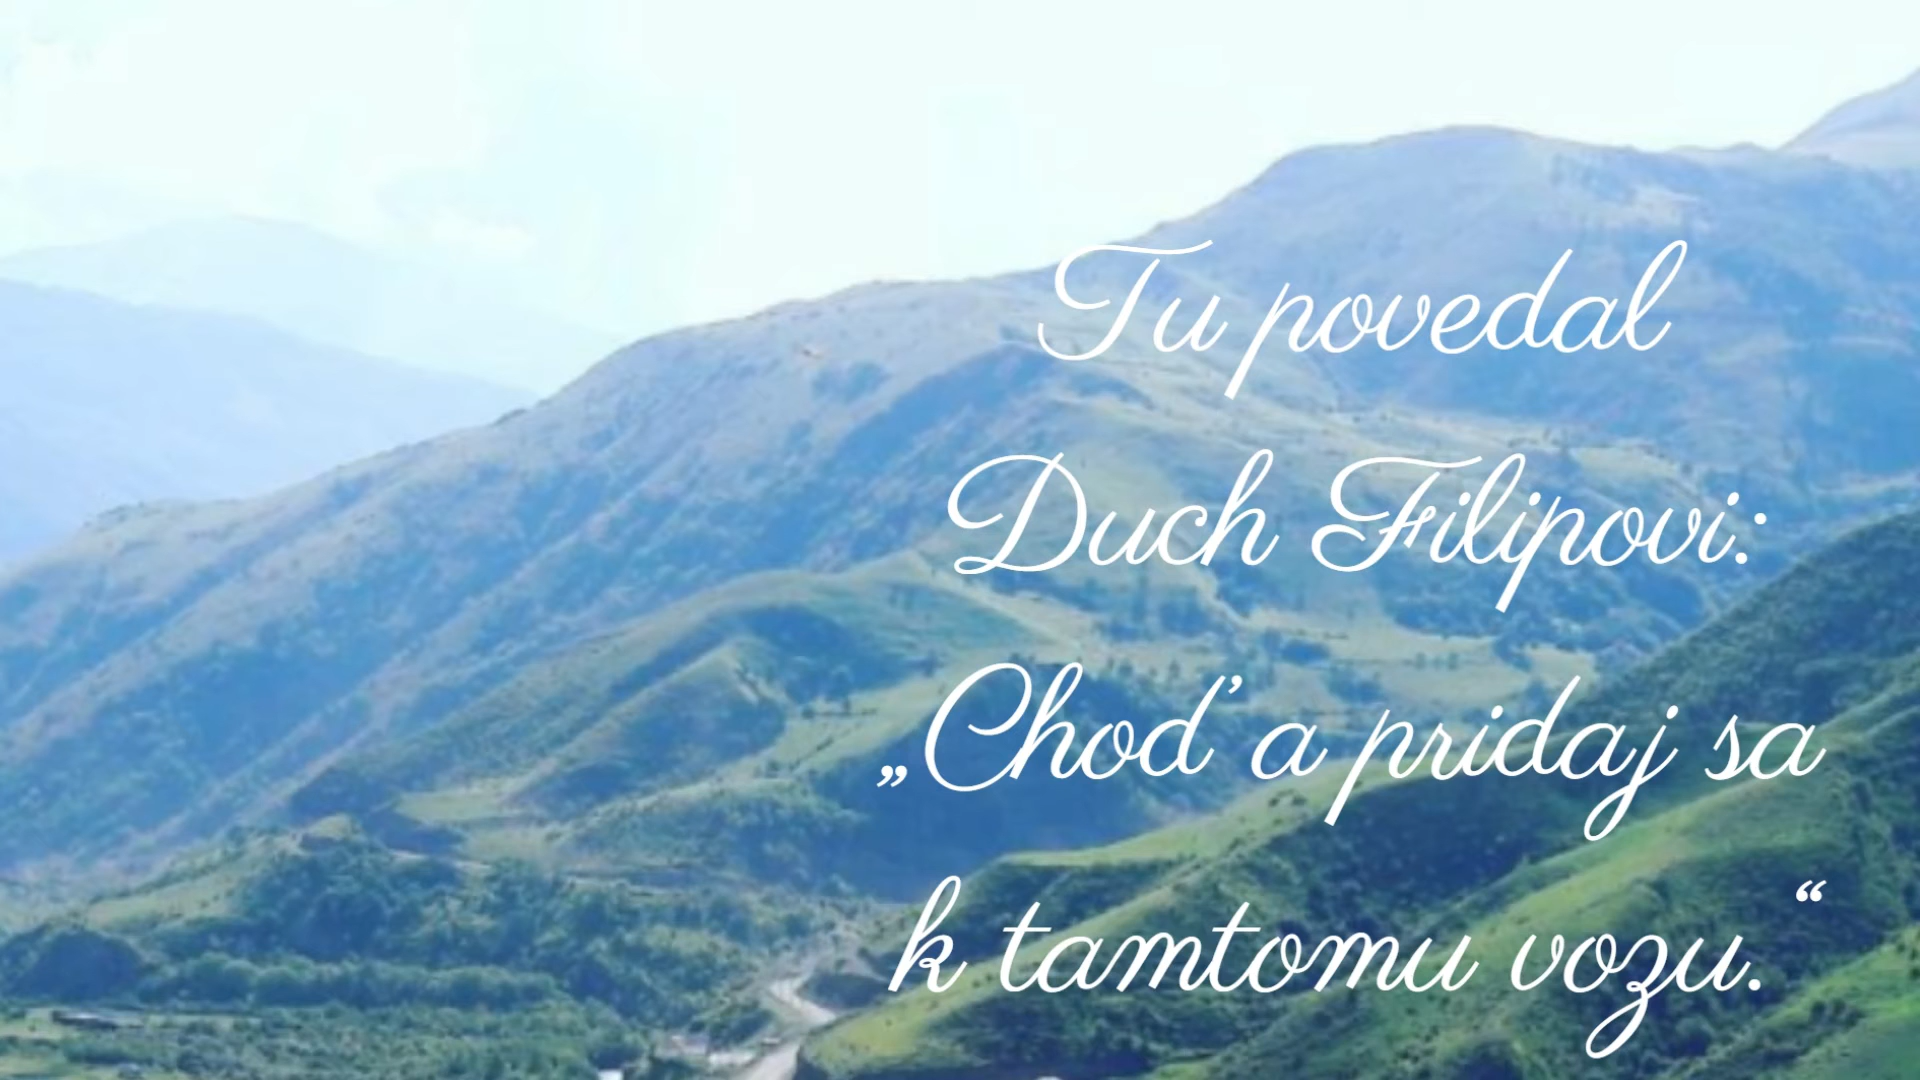 Tu povedal
Duch Filipovi:
„Choď a pridaj sa
k tamtomu vozu.“